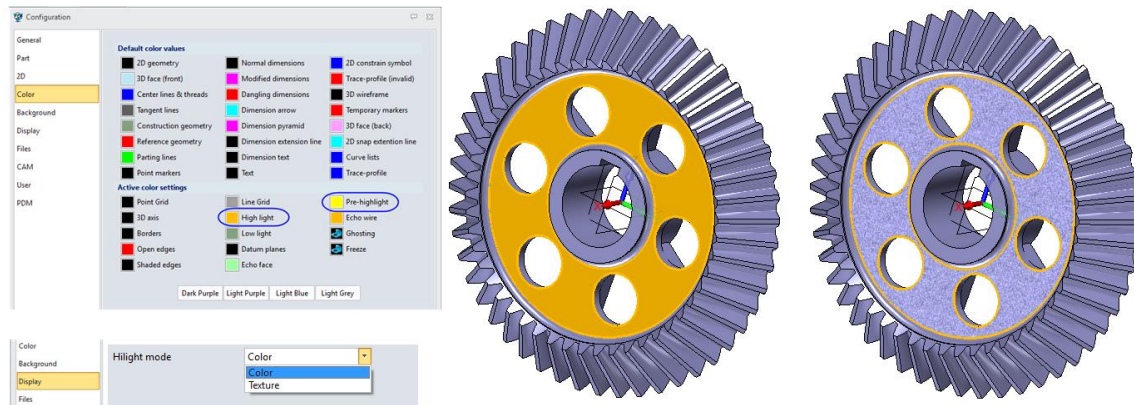 Configuration
General
Part
2D
Color
Background
Display
Files
CAM
User
PDM
Default color values
2D geometry Normal dimensions 2D constrain symbol
3D face (front) Modified dimensions Trace-profile (invalid)
Center lines & threads Dangling dimensions 3D wireframe
Tangent lines Dimension arrow Temporary markers
Construction geometry Dimension pyramid 3D face (back)
Reference geometry Dimension extension line 2D snap extention line
Parting lines Dimension text Curve lists
Point markers Text Trace-profile
Active color settings
Point Grid Line Grid Pre-highlight
3D axis High light Echo wire
Borders Low light Ghosting
Open edges Datum planes Freeze
Shaded edges Echo face
Dark Purple Light Purple Light Blue Light Grey
Color
Background
Display
Files
Hilight mode Color
Color
Texture
X
X